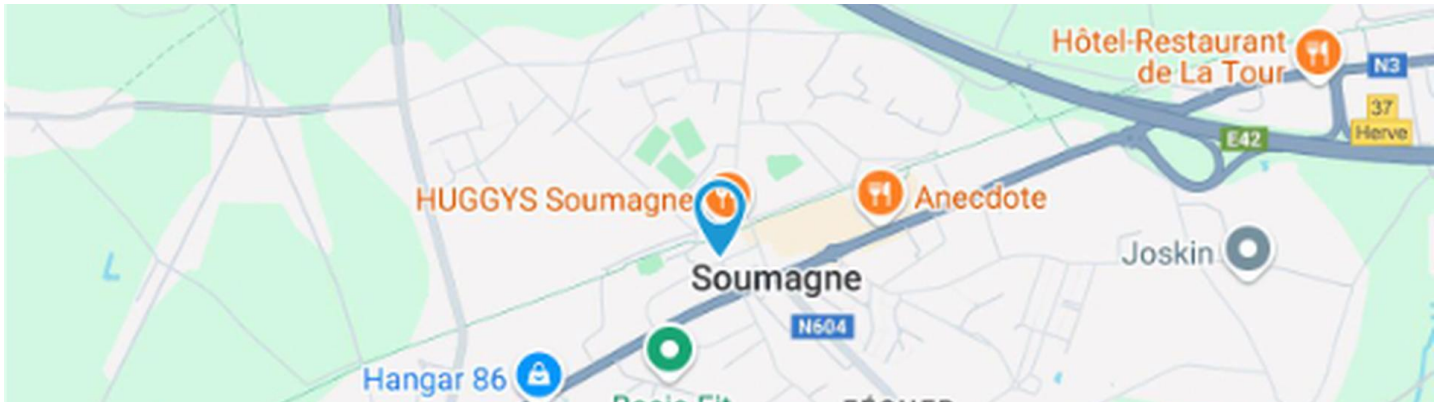 Hôtel-Restaurant
de La Tour
N3
37
Herve
E42
HUGGYS Soumagne
Anecdote
Joskin
Soumagne
N604
Hangar 86